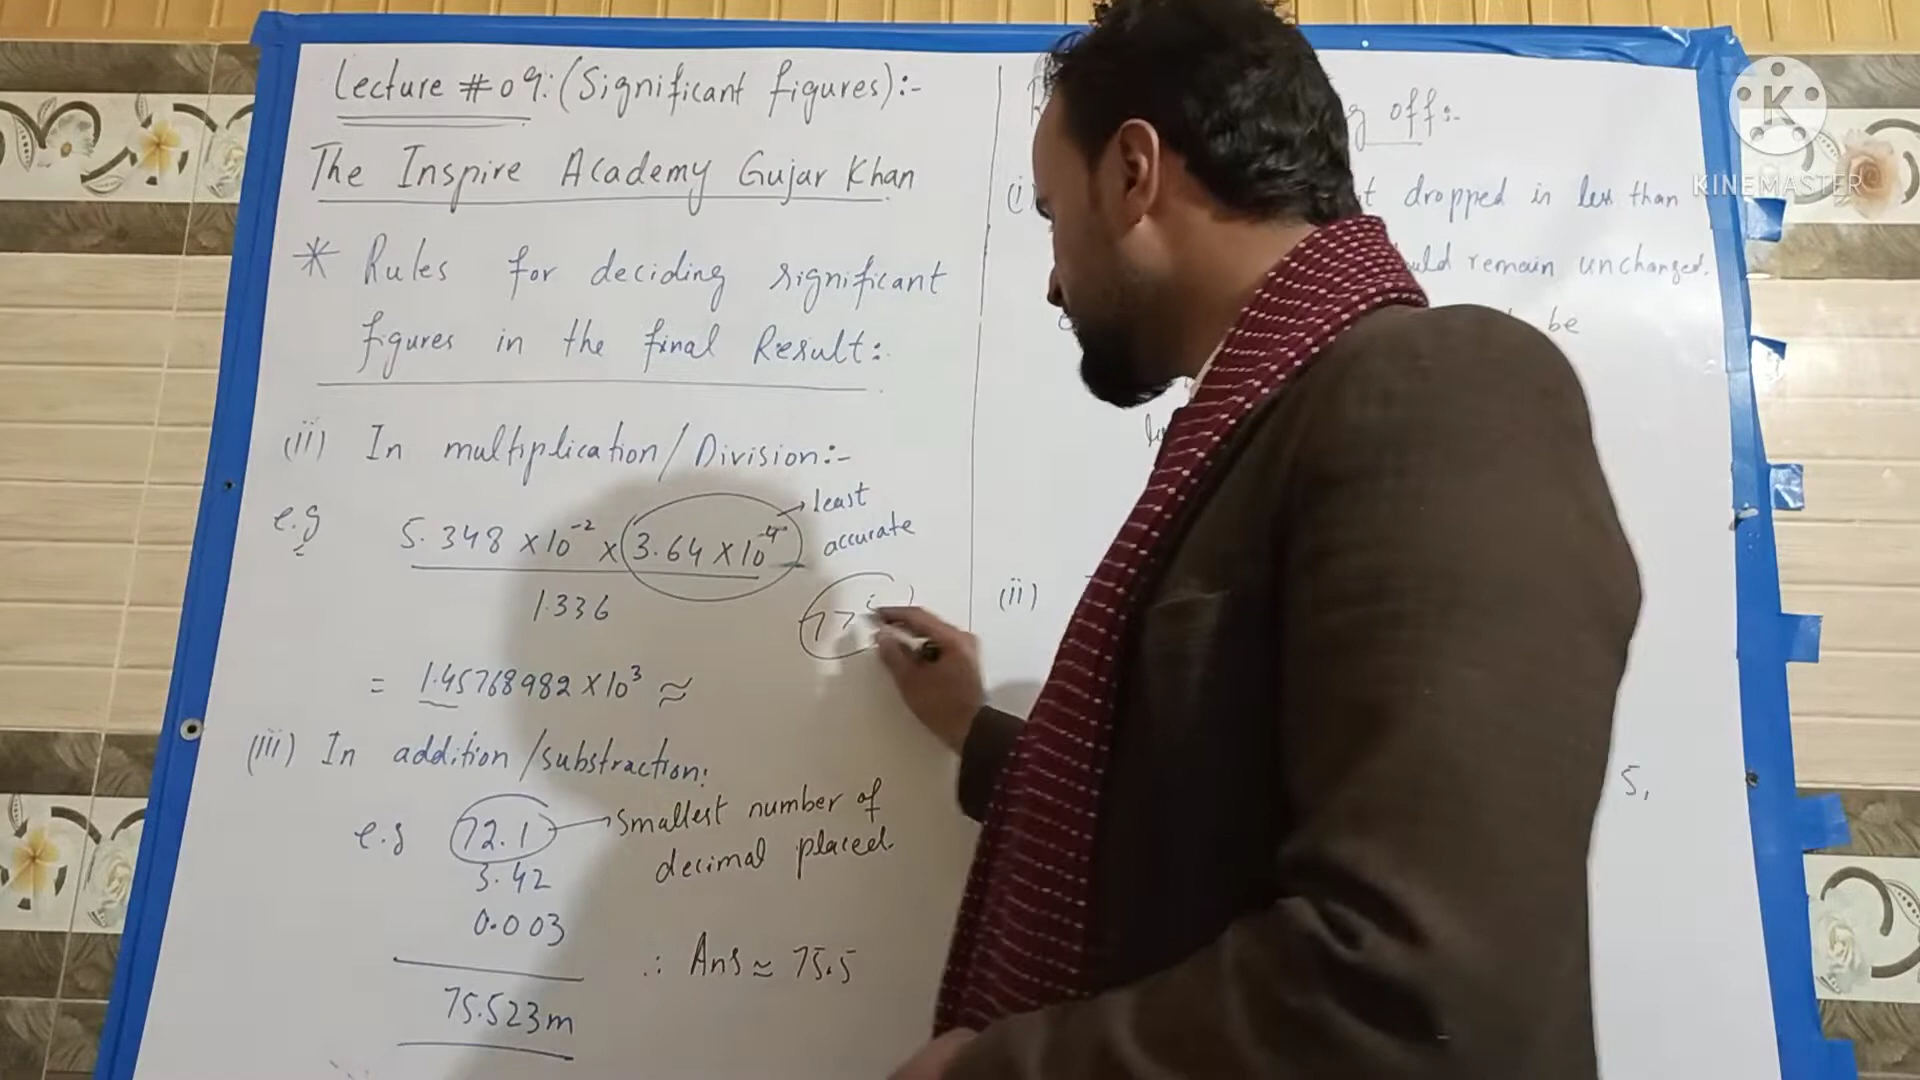 Lecture #09: (Significant figures):-
The Inspire Academy Gujar Khan
* Rules for deciding significant
figures in the final Result:
(ii) In multiplication/Division:-
e.g
5.348 ×10⁻² × 3.64 ×10⁻⁴ → least
accurate
1.336
= 1.45768982 ×10³ ≈
(iii) In addition/substraction:
e.g 72.1 → smallest number of
decimal placed.
3.42
0.003
75.523m
∴ Ans ≈ 75.5
off:-
(i) dropped in less than
remain unchanged.
be
(ii)
5,
K
KINEMASTER